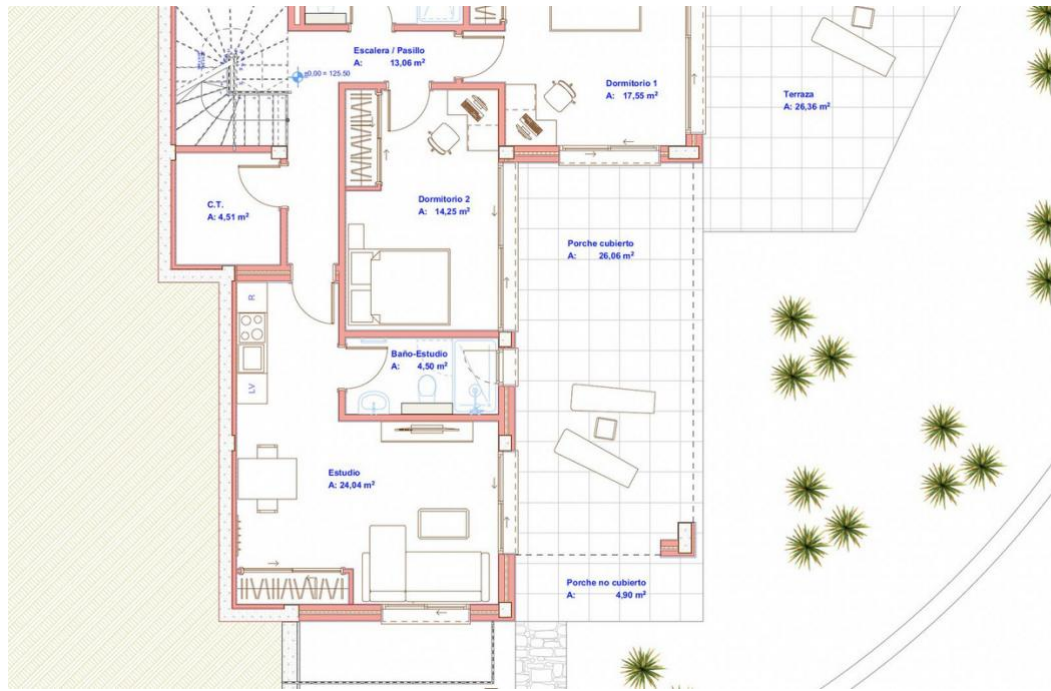 Escalera / Pasillo
A: 13,06 m²
±0,00 = 125.50
Dormitorio 1
A: 17,55 m²
Terraza
A: 26,36 m²
C.T.
A: 4,51 m²
Dormitorio 2
A: 14,25 m²
Porche cubierto
A: 26,06 m²
R
Baño-Estudio
A: 4,50 m²
LV
Estudio
A: 24,04 m²
Porche no cubierto
A: 4,90 m²